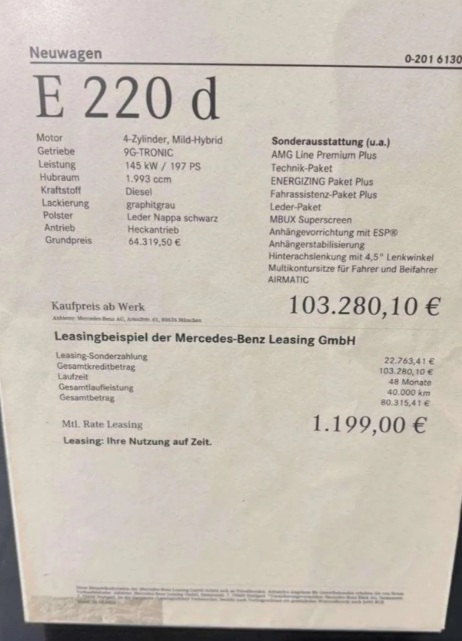 Neuwagen 0-201 6130
E 220 d
Motor 4-Zylinder, Mild-Hybrid
Getriebe 9G-TRONIC
Leistung 145 kW / 197 PS
Hubraum 1.993 ccm
Kraftstoff Diesel
Lackierung graphitgrau
Polster Leder Nappa schwarz
Antrieb Heckantrieb
Grundpreis 64.319,50 €
Sonderausstattung (u.a.)
AMG Line Premium Plus
Technik-Paket
ENERGIZING Paket Plus
Fahrassistenz-Paket Plus
Leder-Paket
MBUX Superscreen
Anhängevorrichtung mit ESP®
Anhängerstabilisierung
Hinterachslenkung mit 4,5° Lenkwinkel
Multikontursitze für Fahrer und Beifahrer
AIRMATIC
Kaufpreis ab Werk 103.280,10 €
Anbieter: Mercedes-Benz AG, München
Leasingbeispiel der Mercedes-Benz Leasing GmbH
Leasing-Sonderzahlung 22.763,41 €
Gesamtkreditbetrag 103.280,10 €
Laufzeit 48 Monate
Gesamtlaufleistung 40.000 km
Gesamtbetrag 80.315,41 €
Mtl. Rate Leasing 1.199,00 €
Leasing: Ihre Nutzung auf Zeit.